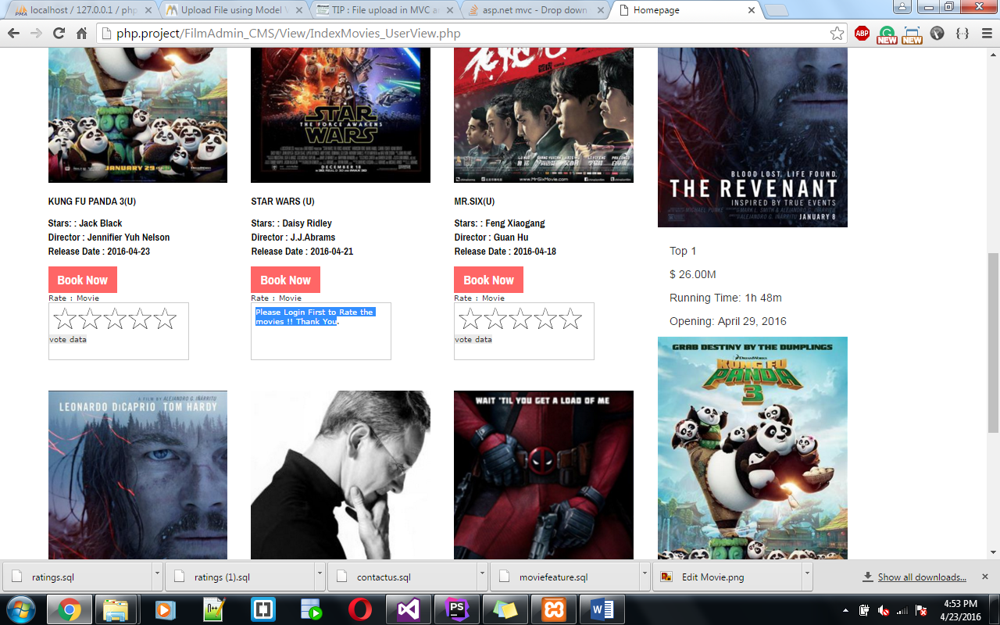 localhost / 127.0.0.1 / php
Upload File using Model V
TIP : File upload in MVC a
asp.net mvc - Drop down
Homepage
php.project/FilmAdmin_CMS/View/IndexMovies_UserView.php
ABP
NEW
NEW
JANUARY 29
STAR
THE FORCE AWAKENS
WARS
DECEMBER 18
www.MrSixMovie.com
BLOOD LOST. LIFE FOUND.
THE REVENANT
INSPIRED BY TRUE EVENTS
JANUARY 8
KUNG FU PANDA 3(U)
Stars: : Jack Black
Director : Jennifier Yuh Nelson
Release Date : 2016-04-23
Book Now
Rate : Movie
vote data
STAR WARS (U)
Stars: : Daisy Ridley
Director : J.J.Abrams
Release Date : 2016-04-21
Book Now
Rate : Movie
Please Login First to Rate the
movies !! Thank You.
MR.SIX(U)
Stars: : Feng Xiaogang
Director : Guan Hu
Release Date : 2016-04-18
Book Now
Rate : Movie
vote data
Top 1
$ 26.00M
Running Time: 1h 48m
Opening: April 29, 2016
A FILM BY ALEJANDRO G. IÑÁRRITU
LEONARDO DiCAPRIO TOM HARDY
WAIT 'TIL YOU GET A LOAD OF ME
GRAB DESTINY BY THE DUMPLINGS
DREAMWORKS
KUNG FU
PANDA
3
ratings.sql
ratings (1).sql
contactus.sql
moviefeature.sql
Edit Movie.png
Show all downloads...
PS
4:53 PM
4/23/2016